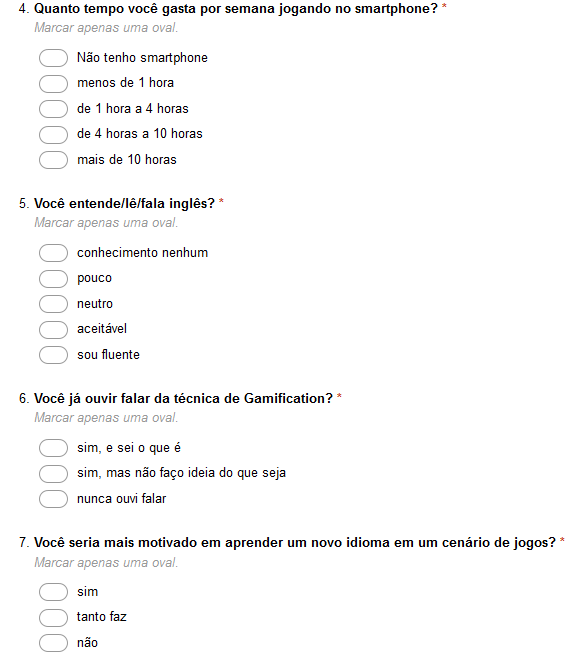 4. Quanto tempo você gasta por semana jogando no smartphone? *
Marcar apenas uma oval.
Não tenho smartphone
menos de 1 hora
de 1 hora a 4 horas
de 4 horas a 10 horas
mais de 10 horas
5. Você entende/lê/fala inglês? *
Marcar apenas uma oval.
conhecimento nenhum
pouco
neutro
aceitável
sou fluente
6. Você já ouvir falar da técnica de Gamification? *
Marcar apenas uma oval.
sim, e sei o que é
sim, mas não faço ideia do que seja
nunca ouvi falar
7. Você seria mais motivado em aprender um novo idioma em um cenário de jogos? *
Marcar apenas uma oval.
sim
tanto faz
não